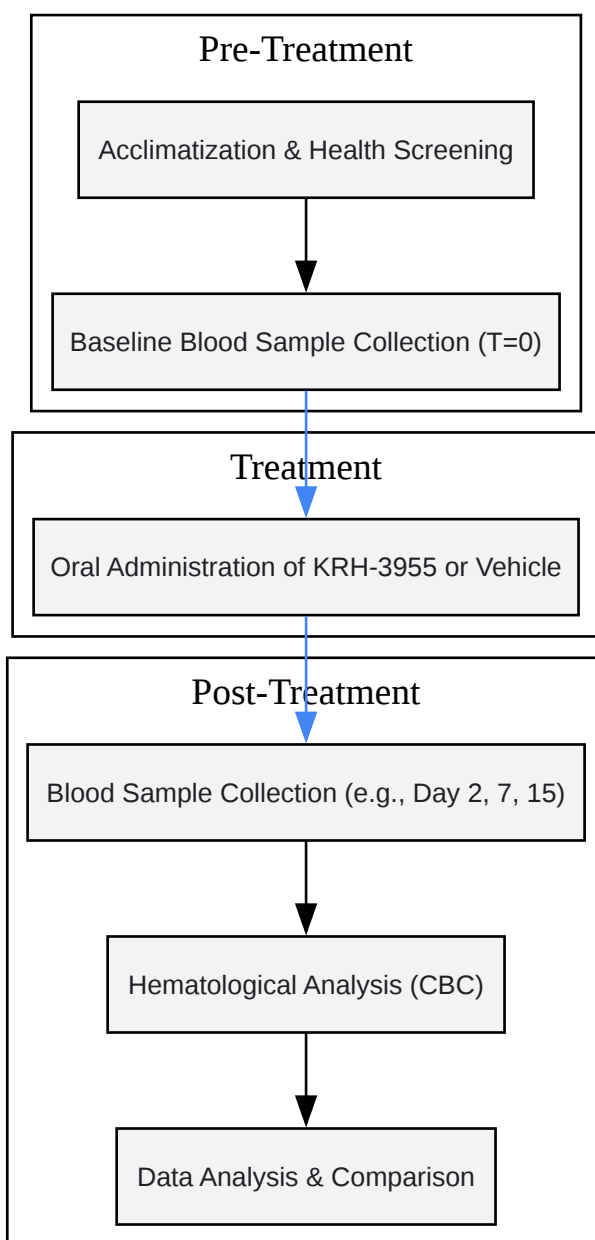 Pre-Treatment
Acclimatization & Health Screening
Baseline Blood Sample Collection (T=0)
Treatment
Oral Administration of KRH-3955 or Vehicle
Post-Treatment
Blood Sample Collection (e.g., Day 2, 7, 15)
Hematological Analysis (CBC)
Data Analysis & Comparison